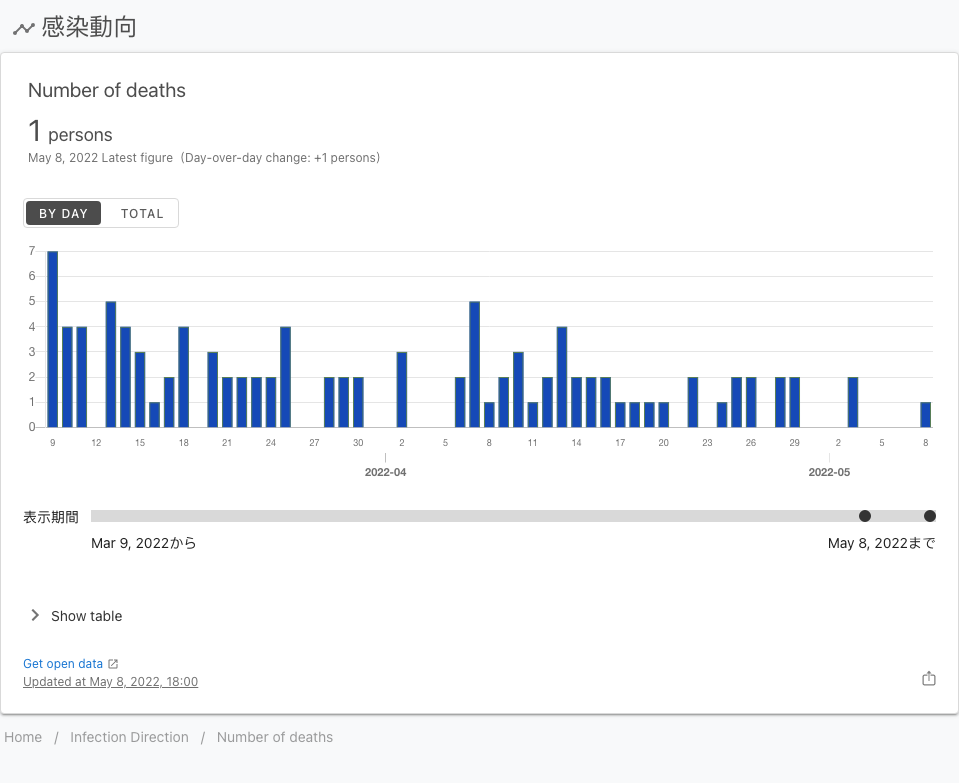 感染動向
Number of deaths
1 persons
May 8, 2022 Latest figure (Day-over-day change: +1 persons)
BY DAY TOTAL
7
6
5
4
3
2
1
0
9 12 15 18 21 24 27 30 2 5 8 11 14 17 20 23 26 29 2 5 8
2022-04 2022-05
表示期間
Mar 9, 2022から May 8, 2022まで
Show table
Get open data
Updated at May 8, 2022, 18:00
Home / Infection Direction / Number of deaths